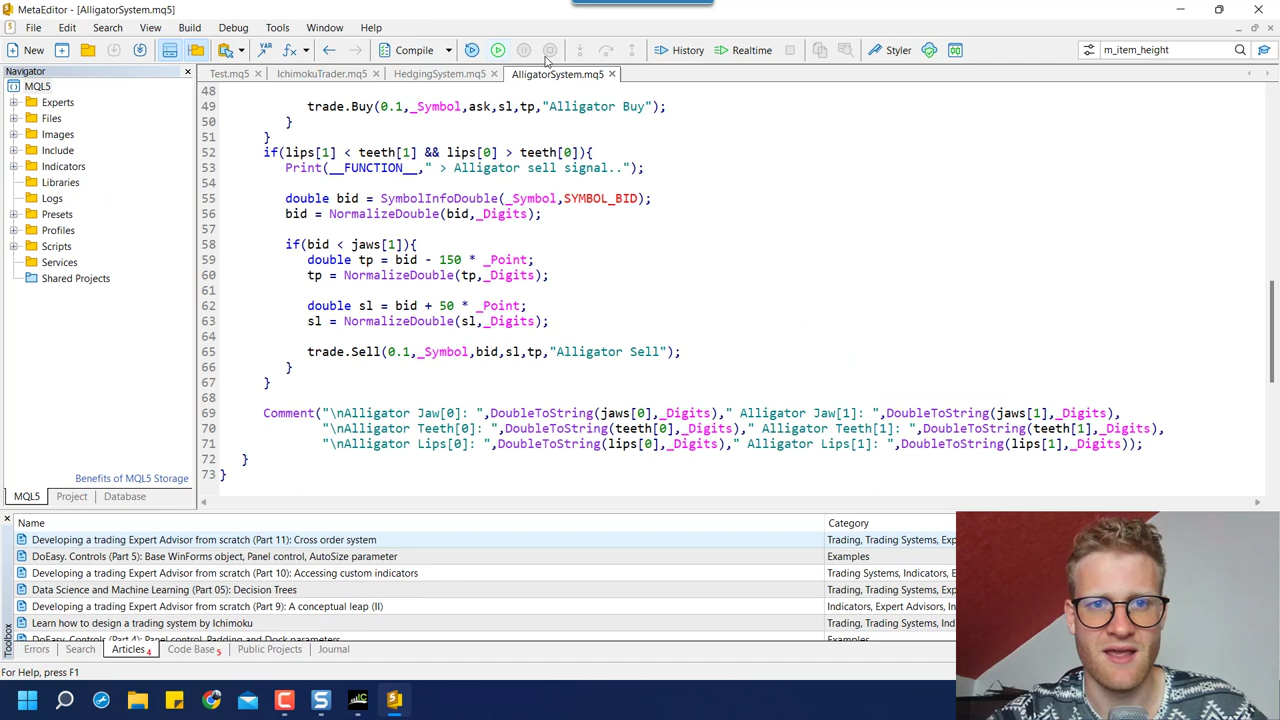 MetaEditor - [AlligatorSystem.mq5]
File Edit Search View Build Debug Tools Window Help
New Compile History Realtime Styler m_item_height
Navigator
Test.mq5 IchimokuTrader.mq5 HedgingSystem.mq5 AlligatorSystem.mq5
MQL5
Experts
Files
Images
Include
Indicators
Libraries
Logs
Presets
Profiles
Scripts
Services
Shared Projects
Benefits of MQL5 Storage
MQL5 Project Database
48
49 trade.Buy(0.1,_Symbol,ask,sl,tp,"Alligator Buy");
50 }
51 }
52 if(lips[1] < teeth[1] && lips[0] > teeth[0]){
53 Print(__FUNCTION__," > Alligator sell signal..");
54
55 double bid = SymbolInfoDouble(_Symbol,SYMBOL_BID);
56 bid = NormalizeDouble(bid,_Digits);
57
58 if(bid < jaws[1]){
59 double tp = bid - 150 * _Point;
60 tp = NormalizeDouble(tp,_Digits);
61
62 double sl = bid + 50 * _Point;
63 sl = NormalizeDouble(sl,_Digits);
64
65 trade.Sell(0.1,_Symbol,bid,sl,tp,"Alligator Sell");
66 }
67 }
68
69 Comment("\nAlligator Jaw[0]: ",DoubleToString(jaws[0],_Digits)," Alligator Jaw[1]: ",DoubleToString(jaws[1],_Digits),
70 "\nAlligator Teeth[0]: ",DoubleToString(teeth[0],_Digits)," Alligator Teeth[1]: ",DoubleToString(teeth[1],_Digits),
71 "\nAlligator Lips[0]: ",DoubleToString(lips[0],_Digits)," Alligator Lips[1]: ",DoubleToString(lips[1],_Digits));
72 }
73 }
Name Category
Developing a trading Expert Advisor from scratch (Part 11): Cross order system Trading, Trading Systems, Exp
DoEasy. Controls (Part 5): Base WinForms object, Panel control, AutoSize parameter Examples
Developing a trading Expert Advisor from scratch (Part 10): Accessing custom indicators Trading Systems, Indicators, E
Data Science and Machine Learning (Part 05): Decision Trees Trading, Trading Systems, Exp
Developing a trading Expert Advisor from scratch (Part 9): A conceptual leap (II) Indicators, Expert Advisors, In
Learn how to design a trading system by Ichimoku Trading, Trading Systems, Exp
DoEasy. Controls (Part 4): Panel control, Padding and Dock parameters Examples
Toolbox
Errors Search Articles 4 Code Base 5 Public Projects Journal
For Help, press F1